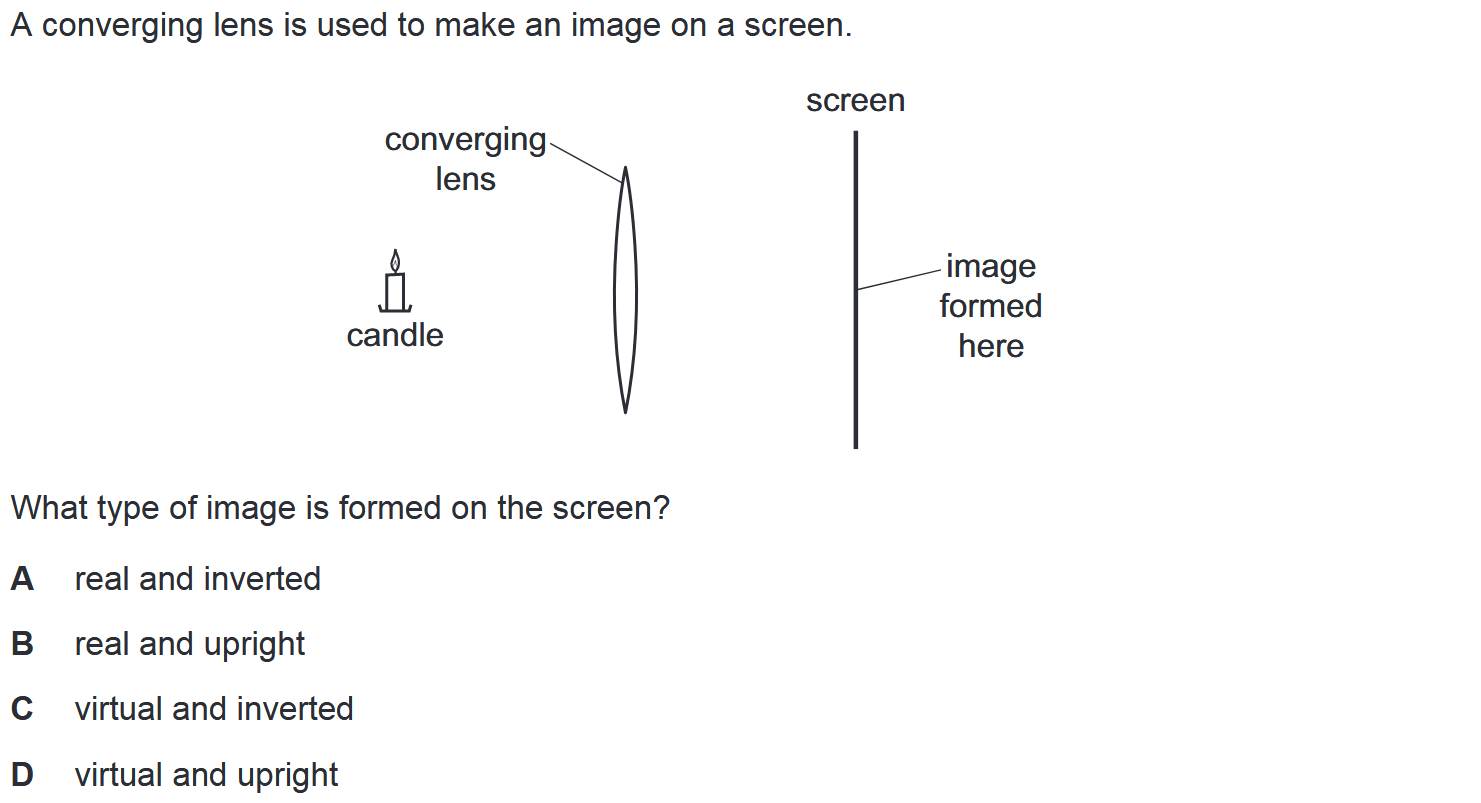 A converging lens is used to make an image on a screen.
screen
converging
lens
candle
image
formed
here
What type of image is formed on the screen?
A real and inverted
B real and upright
C virtual and inverted
D virtual and upright